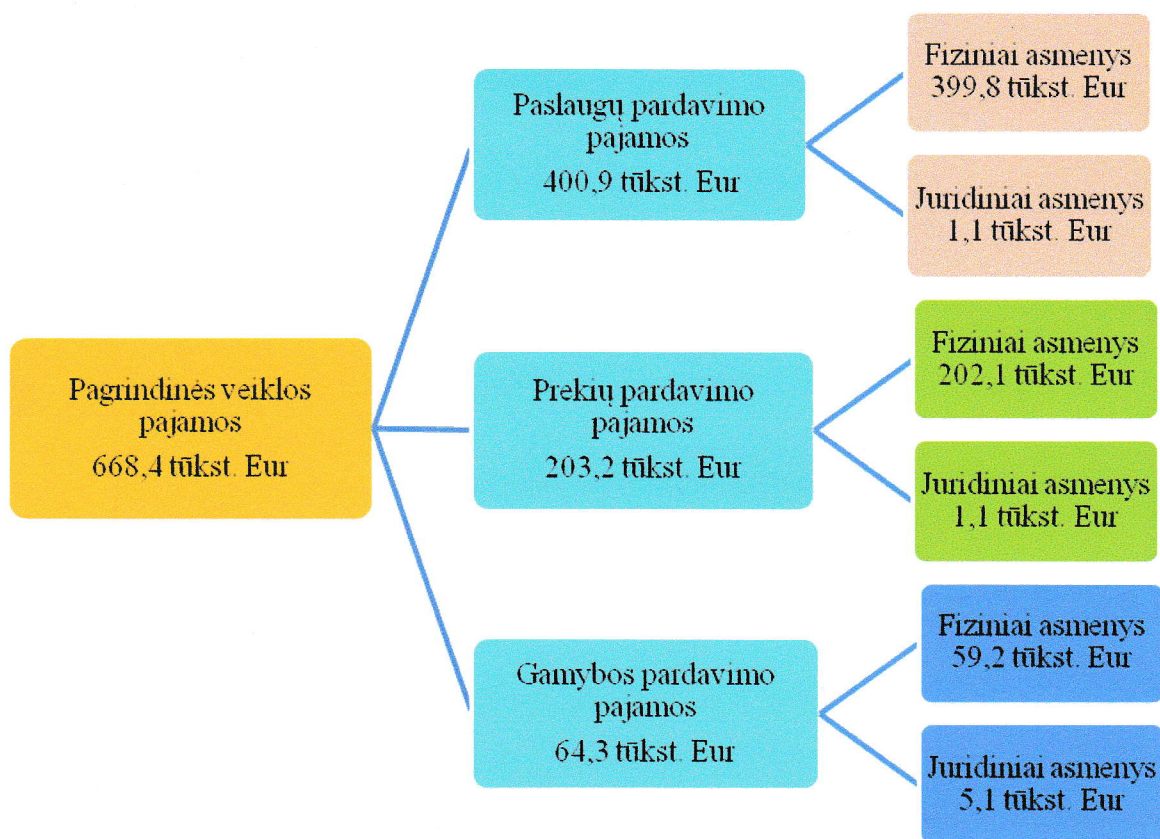 Pagrindinės veiklos
pajamos
668,4 tūkst. Eur
Paslaugų pardavimo
pajamos
400,9 tūkst. Eur
Fiziniai asmenys
399,8 tūkst. Eur
Juridiniai asmenys
1,1 tūkst. Eur
Prekių pardavimo
pajamos
203,2 tūkst. Eur
Fiziniai asmenys
202,1 tūkst. Eur
Juridiniai asmenys
1,1 tūkst. Eur
Gamybos pardavimo
pajamos
64,3 tūkst. Eur
Fiziniai asmenys
59,2 tūkst. Eur
Juridiniai asmenys
5,1 tūkst. Eur